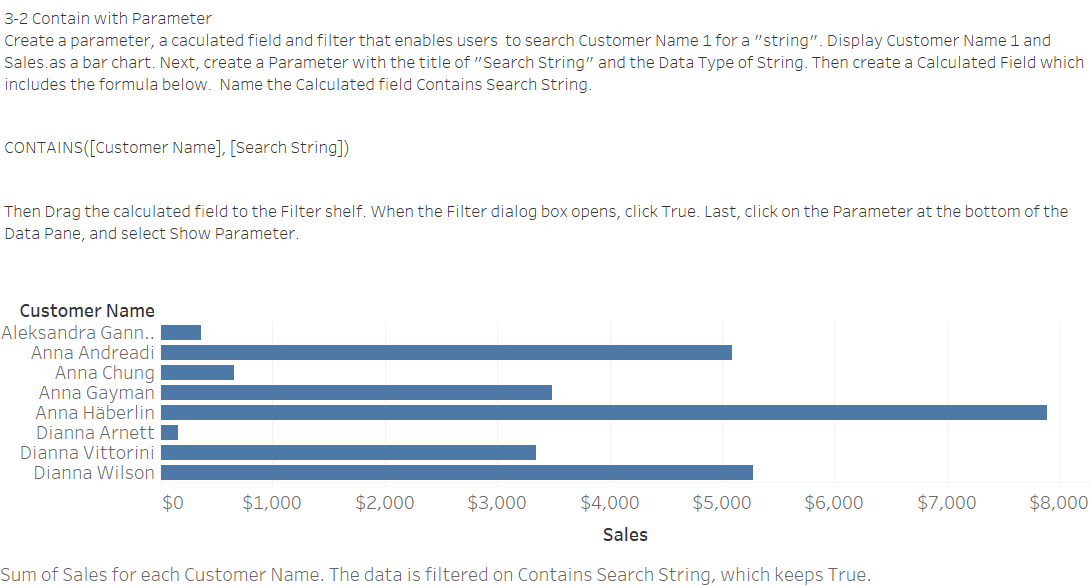 3-2 Contain with Parameter
Create a parameter, a caculated field and filter that enables users to search Customer Name 1 for a "string". Display Customer Name 1 and
Sales.as a bar chart. Next, create a Parameter with the title of "Search String" and the Data Type of String. Then create a Calculated Field which
includes the formula below. Name the Calculated field Contains Search String.
CONTAINS([Customer Name], [Search String])
Then Drag the calculated field to the Filter shelf. When the Filter dialog box opens, click True. Last, click on the Parameter at the bottom of the
Data Pane, and select Show Parameter.
Customer Name
Aleksandra Gann..
Anna Andreadi
Anna Chung
Anna Gayman
Anna Häberlin
Dianna Arnett
Dianna Vittorini
Dianna Wilson
$0 $1,000 $2,000 $3,000 $4,000 $5,000 $6,000 $7,000 $8,000
Sales
Sum of Sales for each Customer Name. The data is filtered on Contains Search String, which keeps True.